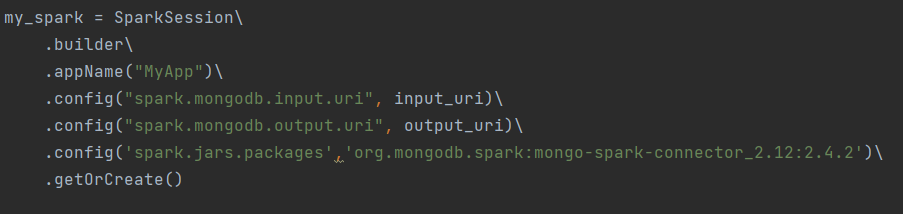 my_spark = SparkSession\
    .builder\
    .appName("MyApp")\
    .config("spark.mongodb.input.uri", input_uri)\
    .config("spark.mongodb.output.uri", output_uri)\
    .config('spark.jars.packages','org.mongodb.spark:mongo-spark-connector_2.12:2.4.2')\
    .getOrCreate()